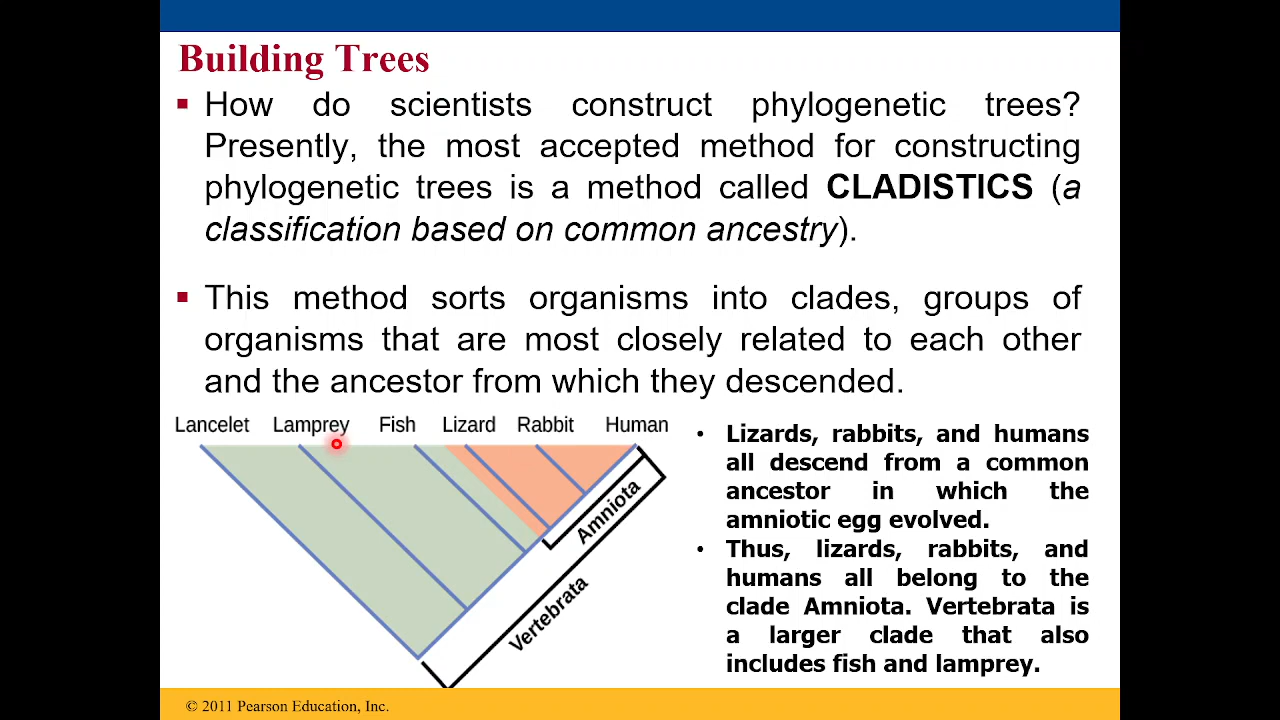 Building Trees
▪ How do scientists construct phylogenetic trees?
Presently, the most accepted method for constructing
phylogenetic trees is a method called CLADISTICS (a
classification based on common ancestry).
▪ This method sorts organisms into clades, groups of
organisms that are most closely related to each other
and the ancestor from which they descended.
Lancelet Lamprey Fish Lizard Rabbit Human
Amniota
Vertebrata
• Lizards, rabbits, and humans
all descend from a common
ancestor in which the
amniotic egg evolved.
• Thus, lizards, rabbits, and
humans all belong to the
clade Amniota. Vertebrata is
a larger clade that also
includes fish and lamprey.
© 2011 Pearson Education, Inc.